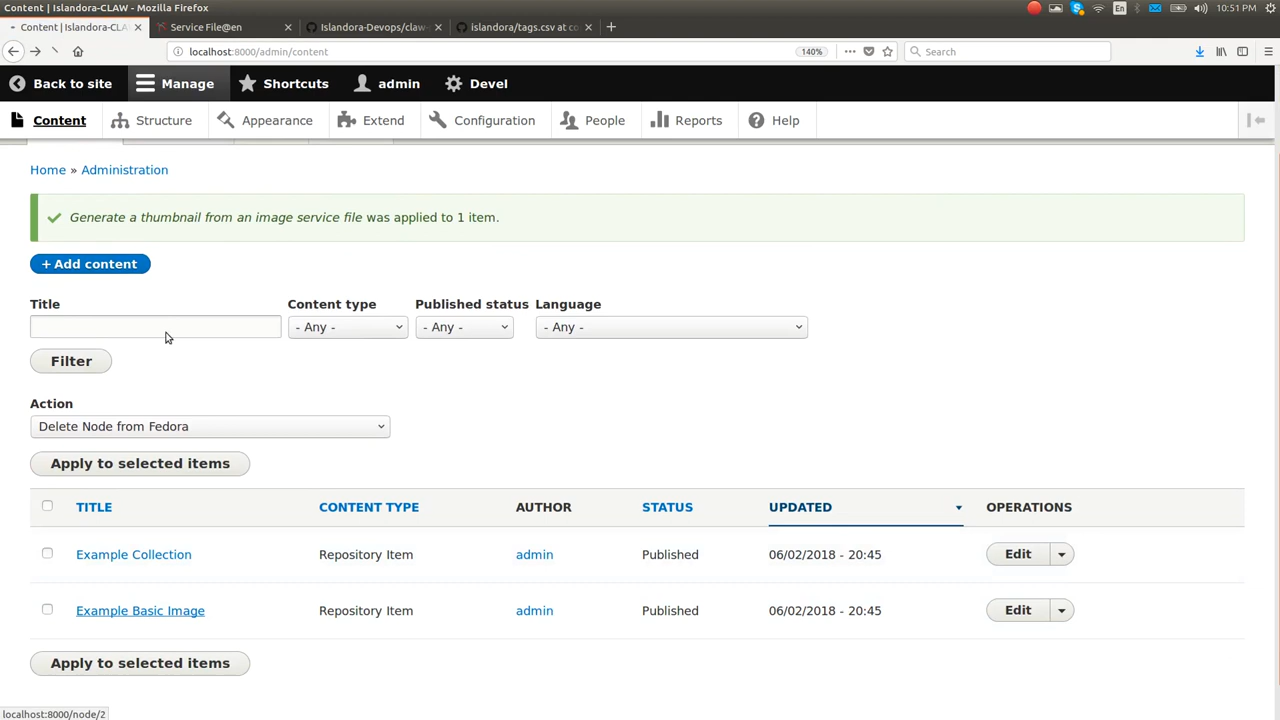 Content | Islandora-CLAW - Mozilla Firefox
En
10:51 PM
Content | Islandora-CLA
Service File@en
Islandora-Devops/claw-
islandora/tags.csv at co
localhost:8000/admin/content
140%
Search
Back to site
Manage
Shortcuts
admin
Devel
Content
Structure
Appearance
Extend
Configuration
People
Reports
Help
Home » Administration
Generate a thumbnail from an image service file was applied to 1 item.
+ Add content
Title
Content type
Published status
Language
- Any -
- Any -
- Any -
Filter
Action
Delete Node from Fedora
Apply to selected items
TITLE
CONTENT TYPE
AUTHOR
STATUS
UPDATED
OPERATIONS
Example Collection
Repository Item
admin
Published
06/02/2018 - 20:45
Edit
Example Basic Image
Repository Item
admin
Published
06/02/2018 - 20:45
Edit
Apply to selected items
localhost:8000/node/2